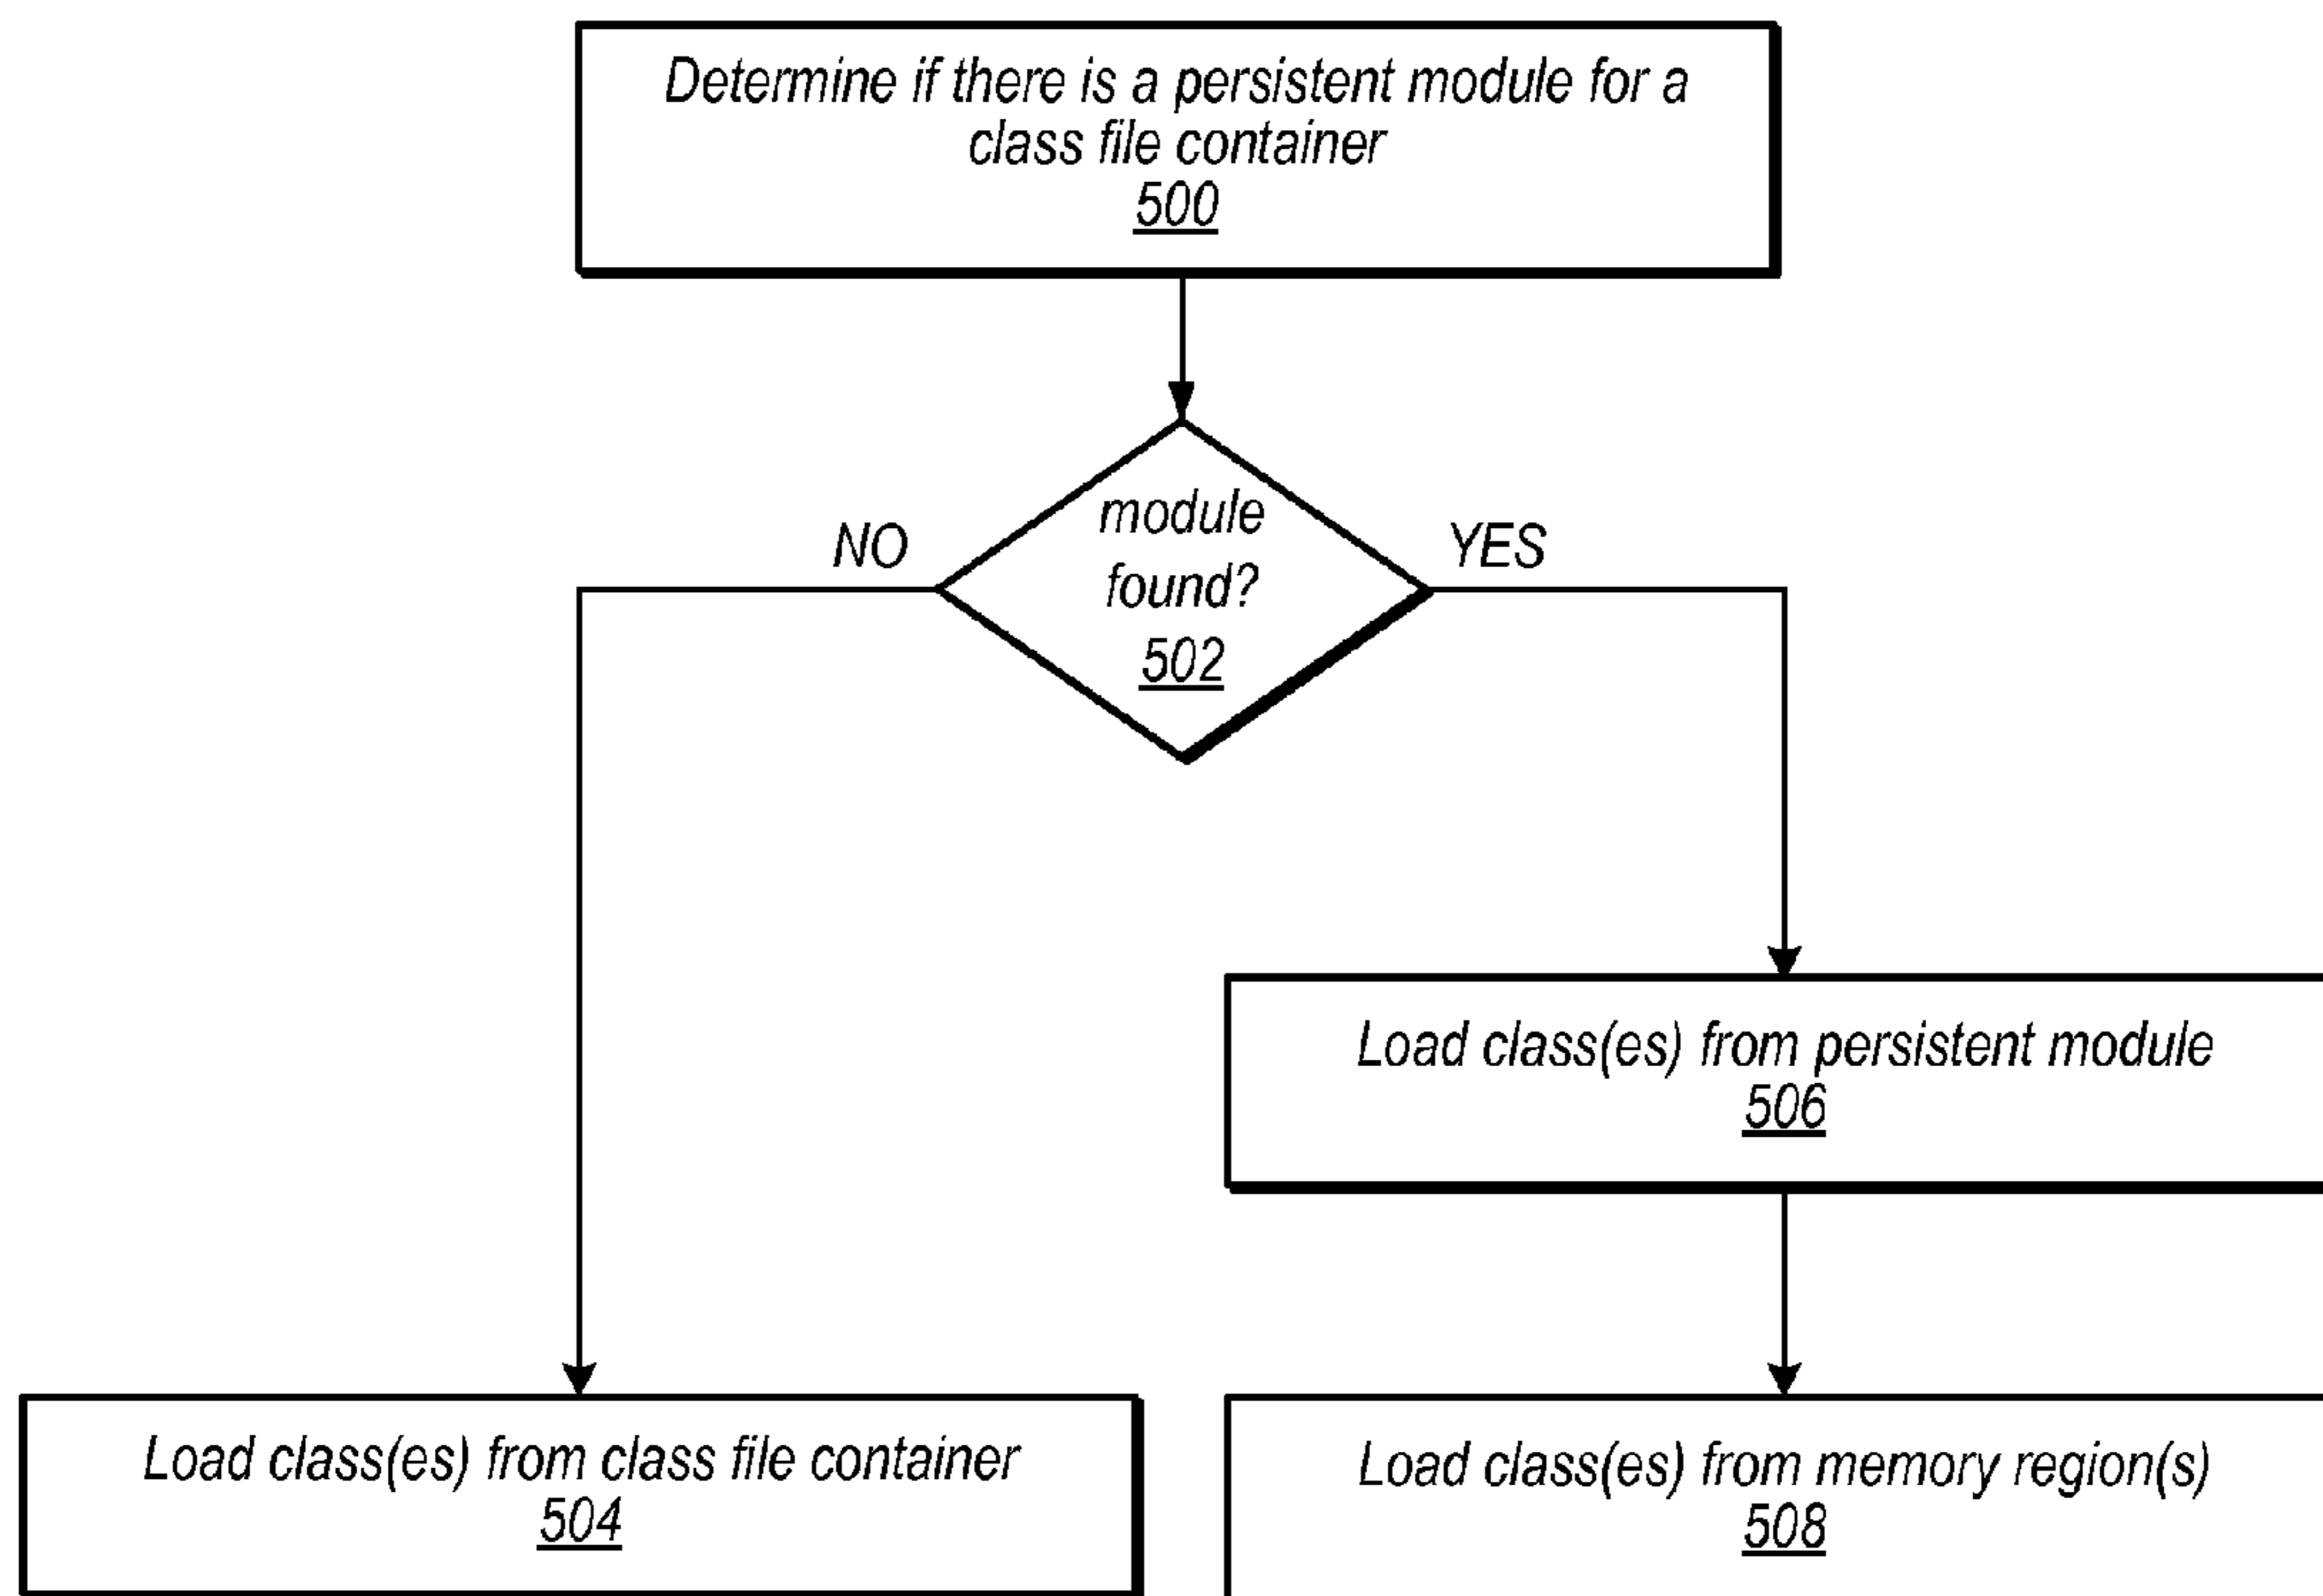 Determine if there is a persistent module for a
class file container
500
module
found?
502
NO
YES
Load class(es) from persistent module
506
Load class(es) from class file container
504
Load class(es) from memory region(s)
508